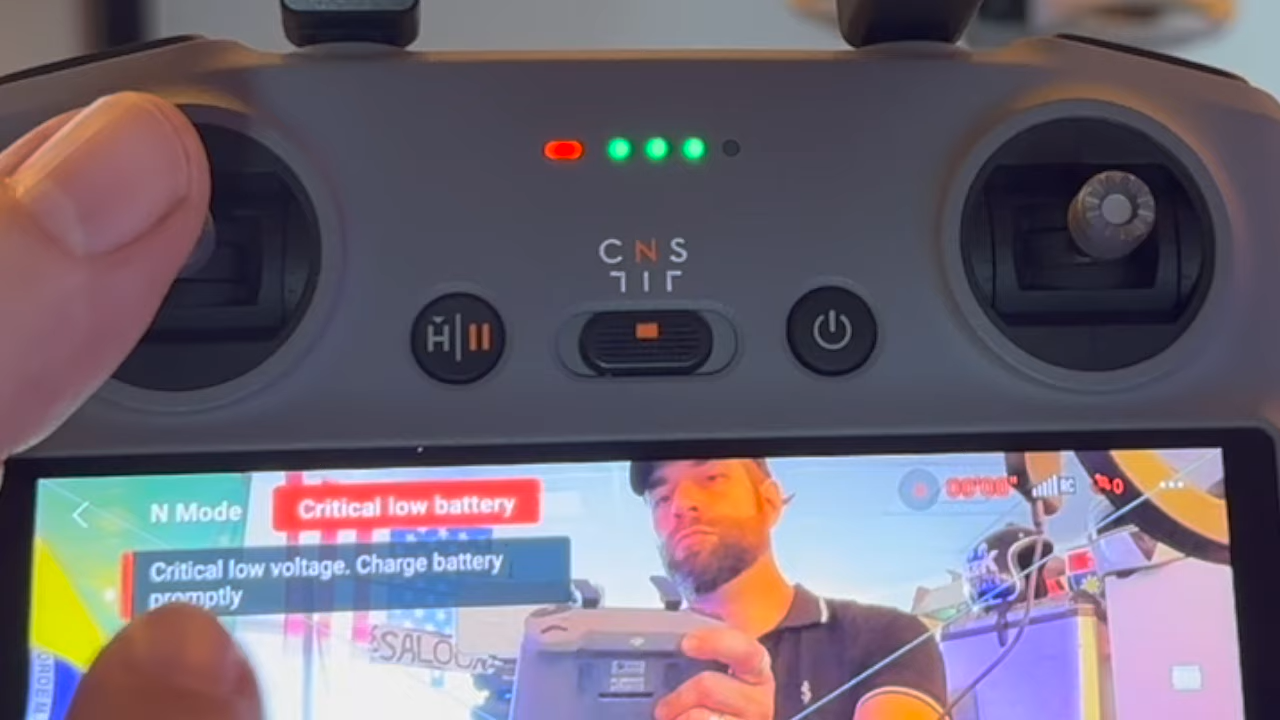 C N S
H
N Mode
Critical low battery
00'00"
RC
Critical low voltage. Charge battery
promptly
SALOON